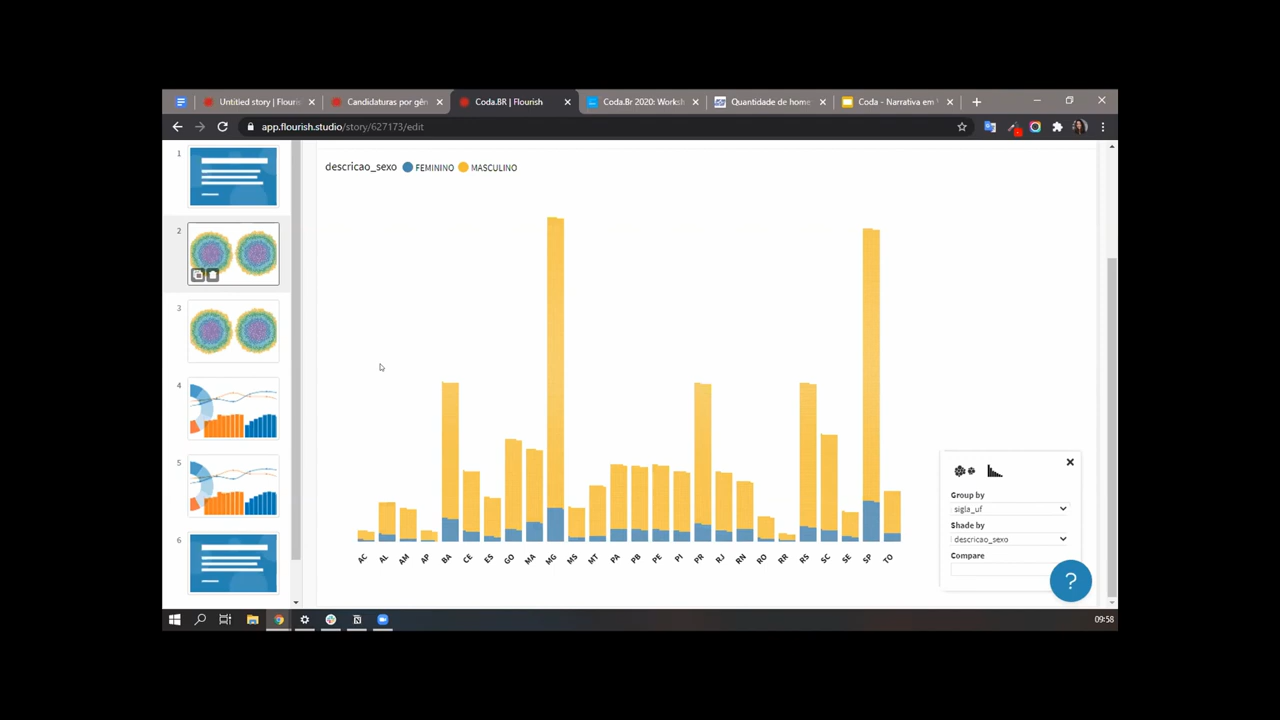 Untitled story | Flouris
Candidaturas por gên
Coda.BR | Flourish
Coda.Br 2020: Worksh
Quantidade de home
Coda - Narrativa em
app.flourish.studio/story/627173/edit
1
2
3
4
5
6
descricao_sexo FEMININO MASCULINO
AC AL AM AP BA CE ES GO MA MG MS MT PA PB PE PI PR RJ RN RO RR RS SC SE SP TO
Group by
sigla_uf
Shade by
descricao_sexo
Compare
?
09:58